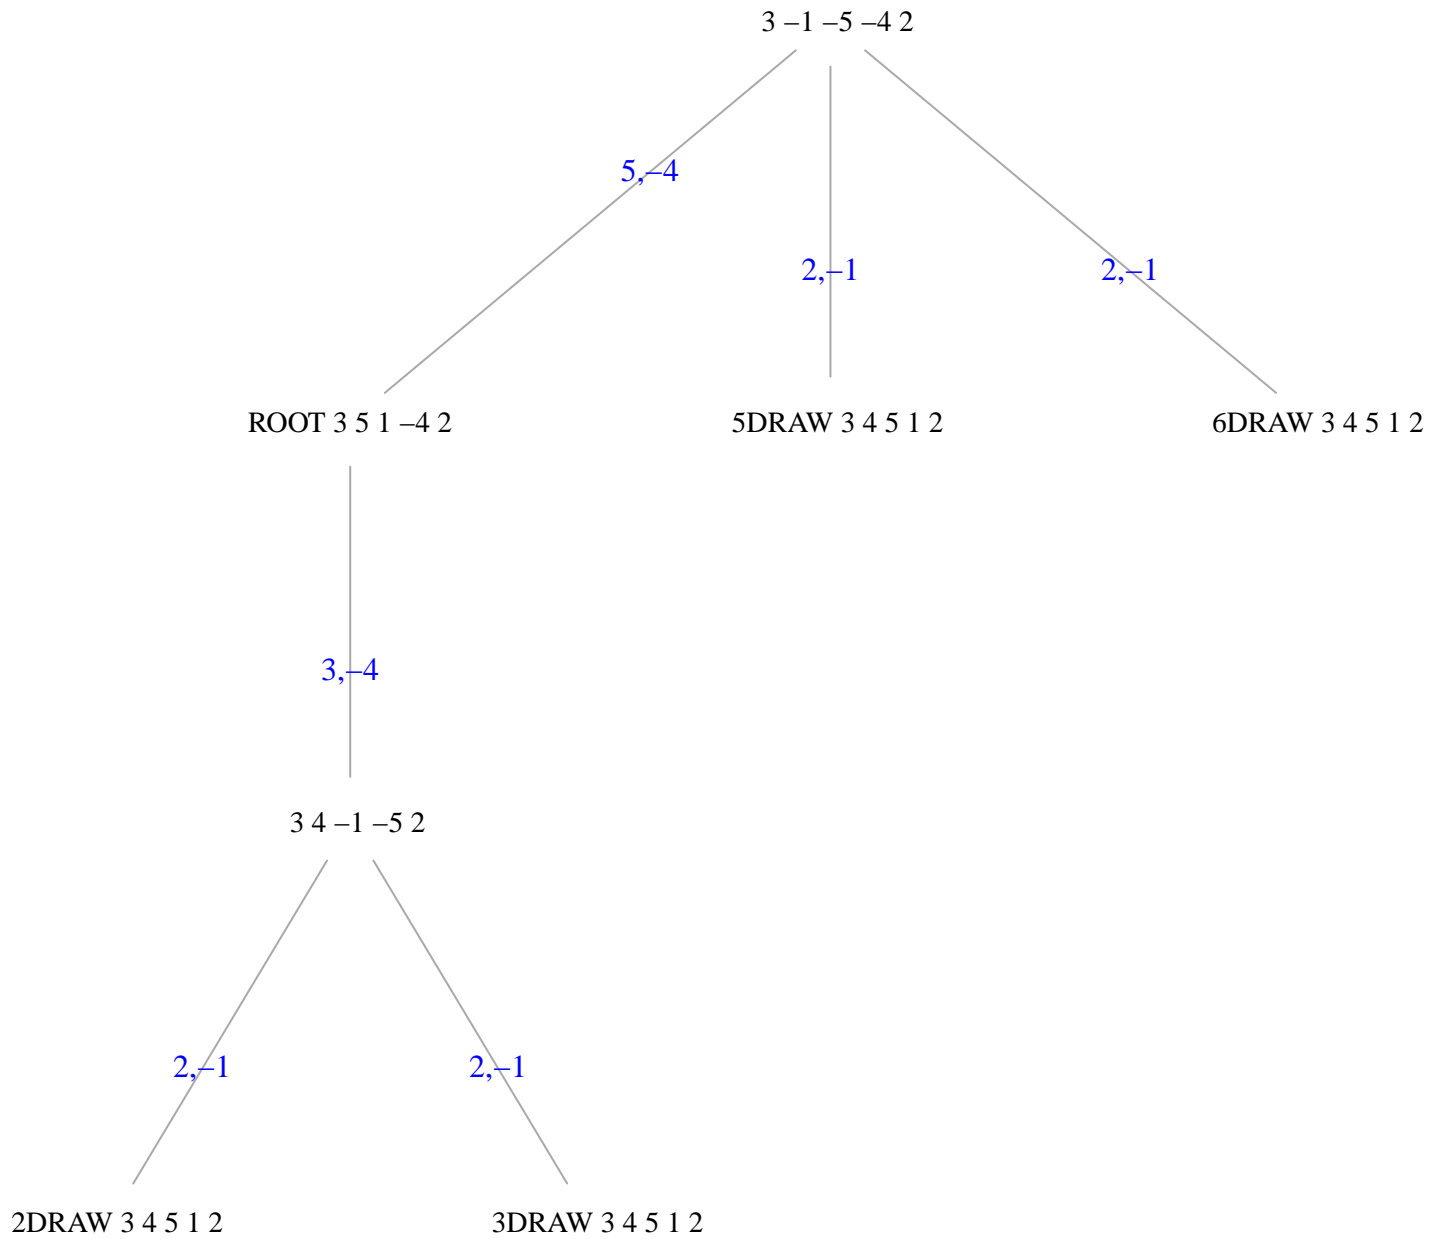 3 –1 –5 –4 2
5,–4
2,–1
2,–1
ROOT 3 5 1 –4 2
5DRAW 3 4 5 1 2
6DRAW 3 4 5 1 2
3,–4
3 4 –1 –5 2
2,–1
2,–1
2DRAW 3 4 5 1 2
3DRAW 3 4 5 1 2